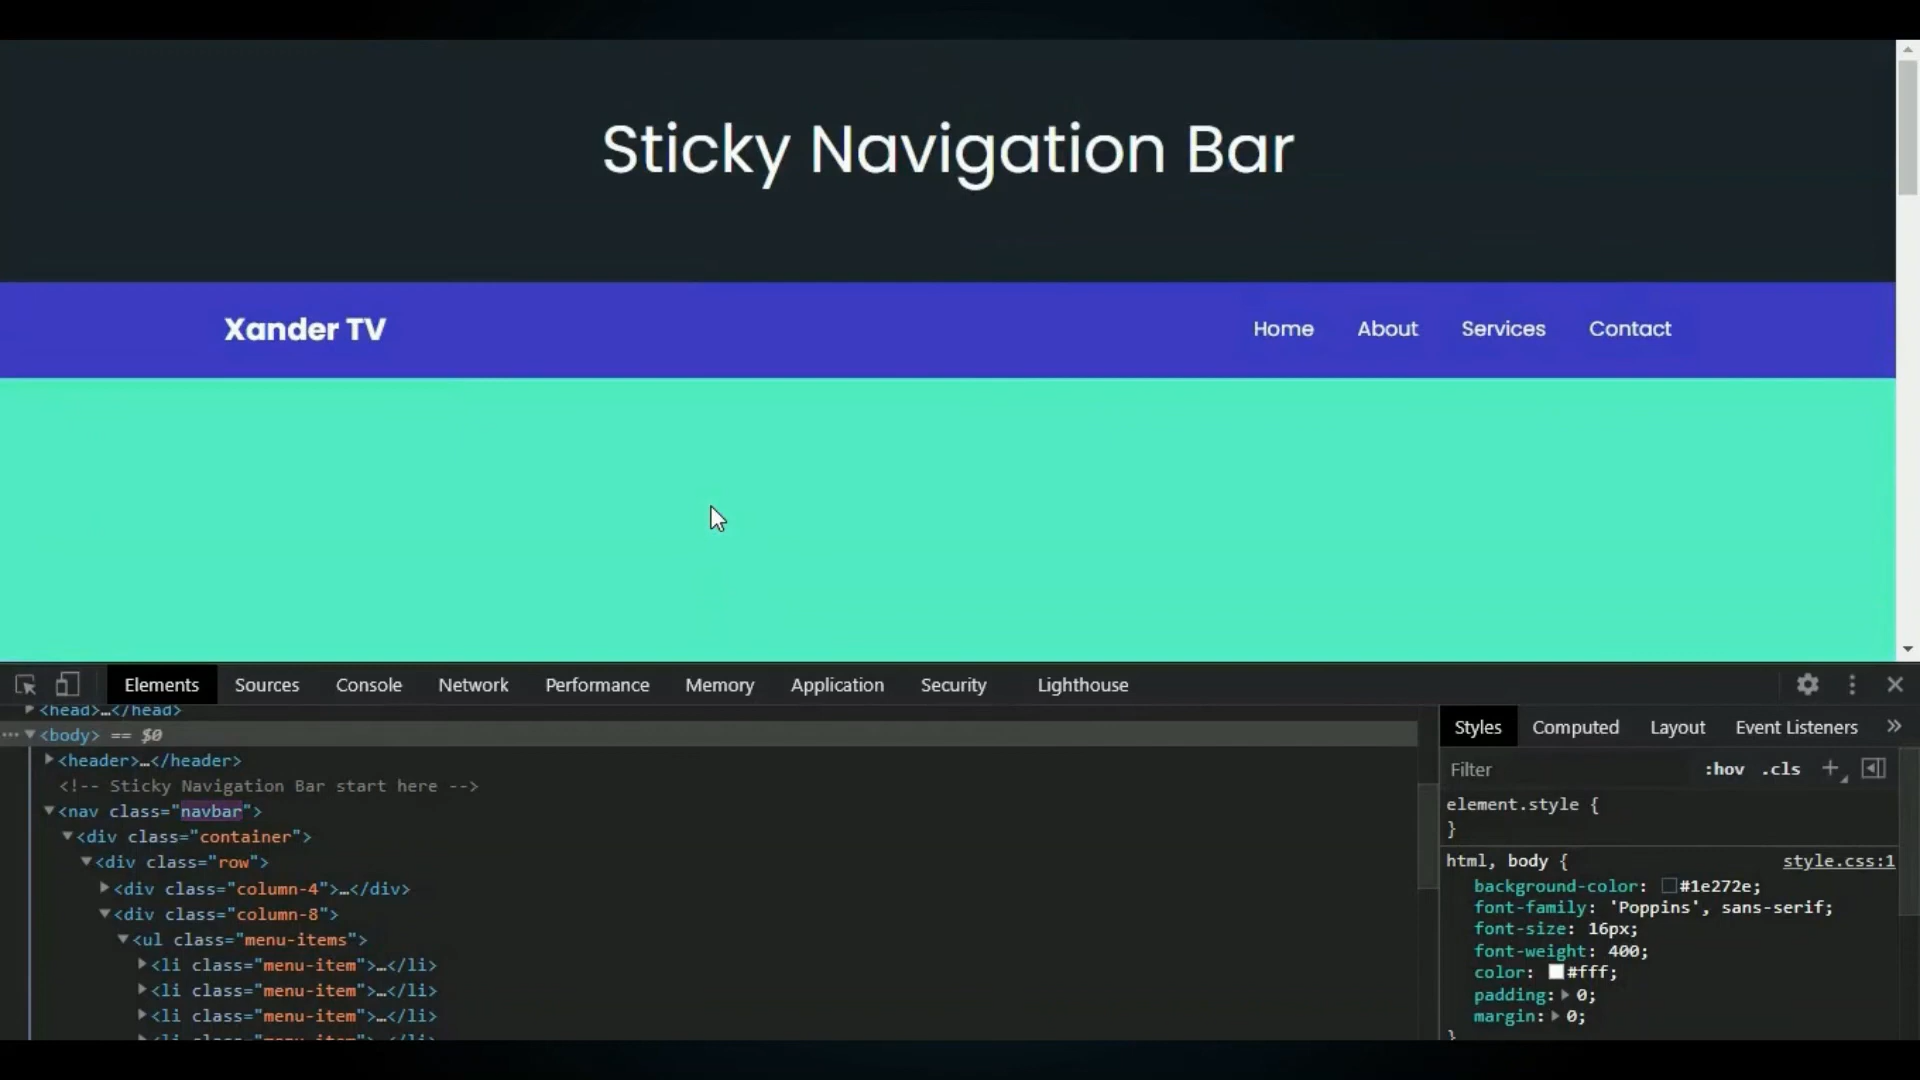 Sticky Navigation Bar
Xander TV
Home About Services Contact
Elements Sources Console Network Performance Memory Application Security Lighthouse
<head>…</head>
<body> == $0
<header>…</header>
<!-- Sticky Navigation Bar start here -->
<nav class="navbar">
<div class="container">
<div class="row">
<div class="column-4">…</div>
<div class="column-8">
<ul class="menu-items">
<li class="menu-item">…</li>
<li class="menu-item">…</li>
<li class="menu-item">…</li>
<li class="menu-item">…</li>
Styles Computed Layout Event Listeners »
Filter :hov .cls +
element.style {
}
html, body { style.css:1
background-color: #1e272e;
font-family: 'Poppins', sans-serif;
font-size: 16px;
font-weight: 400;
color: #fff;
padding: 0;
margin: 0;
}